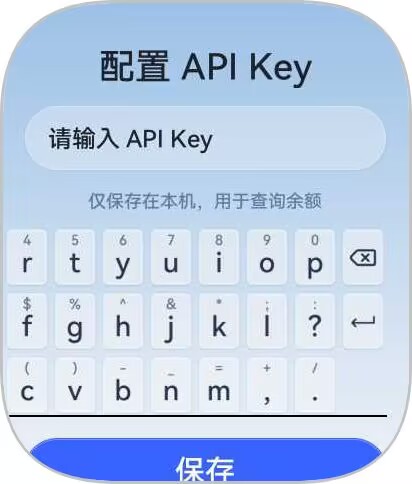 配置 API Key
请输入 API Key
仅保存在本机，用于查询余额
4 5 6 7 8 9 0
r t y u i o p
$ % ^ & * ; :
f g h j k l ?
( ) - _ = + /
c v b n m , .
保存